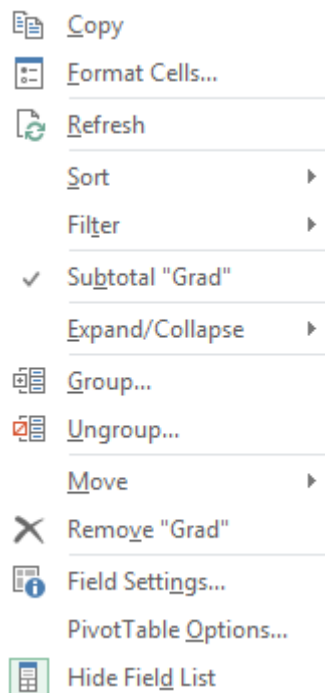 Copy
Format Cells...
Refresh
Sort
Filter
Subtotal "Grad"
Expand/Collapse
Group...
Ungroup...
Move
Remove "Grad"
Field Settings...
PivotTable Options...
Hide Field List